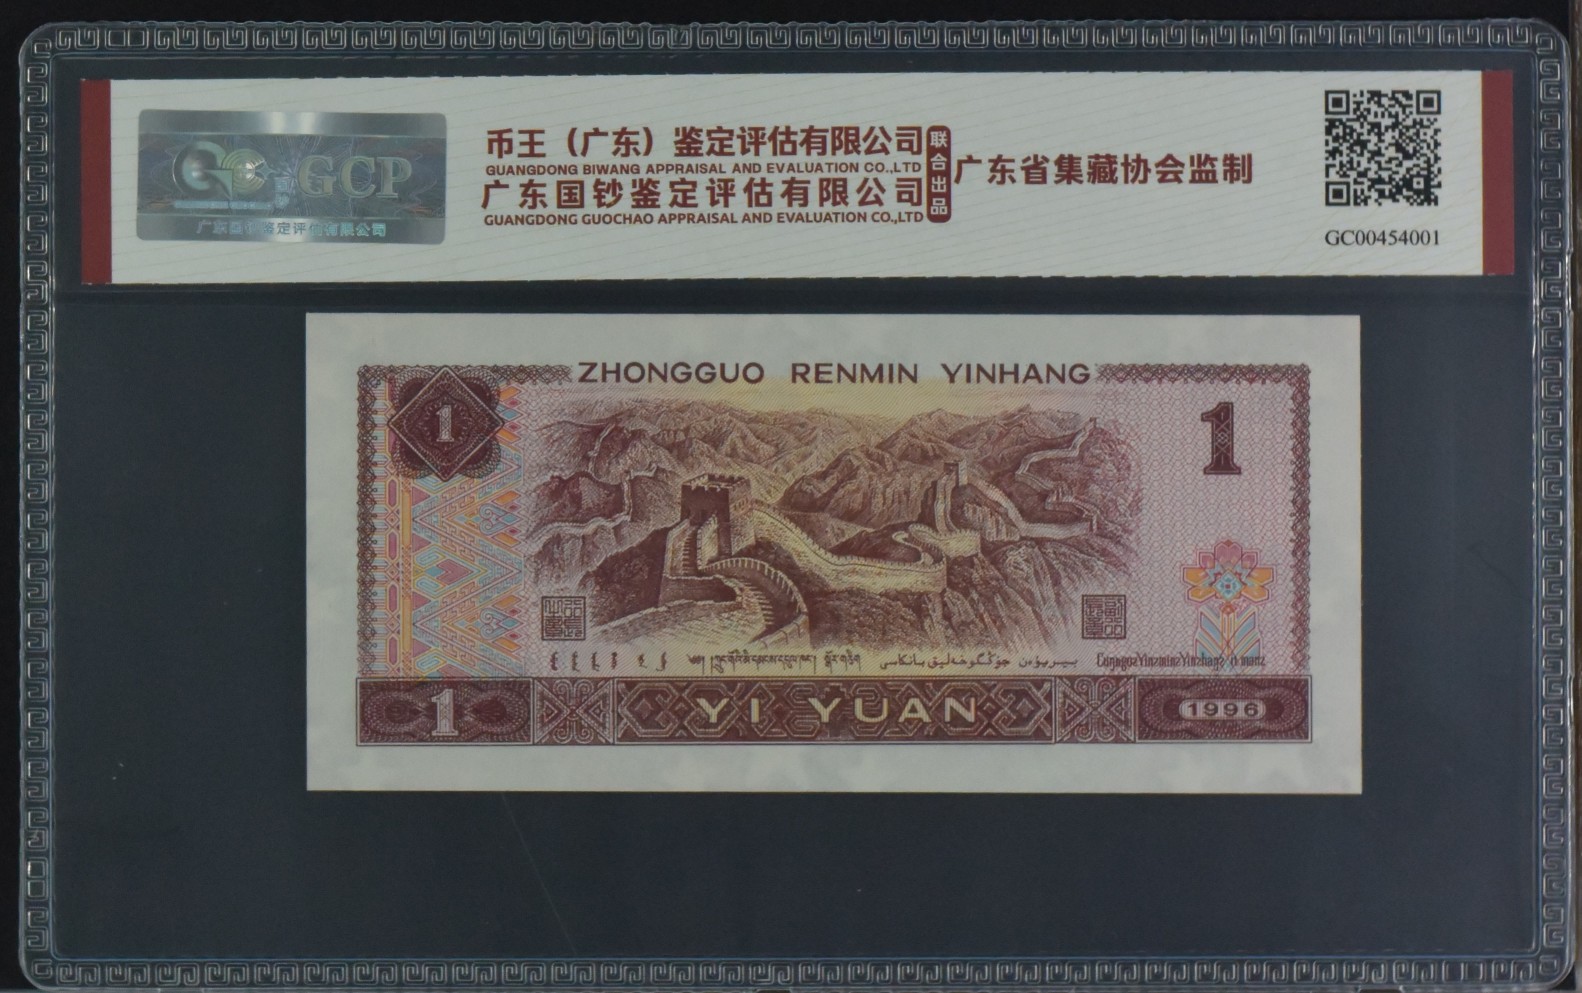 GCP
币王（广东）鉴定评估有限公司
GUANGDONG BIWANG APPRAISAL AND EVALUATION CO.,LTD
广东国钞鉴定评估有限公司
GUANGDONG GUOCHAO APPRAISAL AND EVALUATION CO.,LTD
联合出品
广东省集藏协会监制
广东国钞鉴定评估有限公司
GC00454001
ZHONGGUO RENMIN YINHANG
1
1
1
YI YUAN
1996